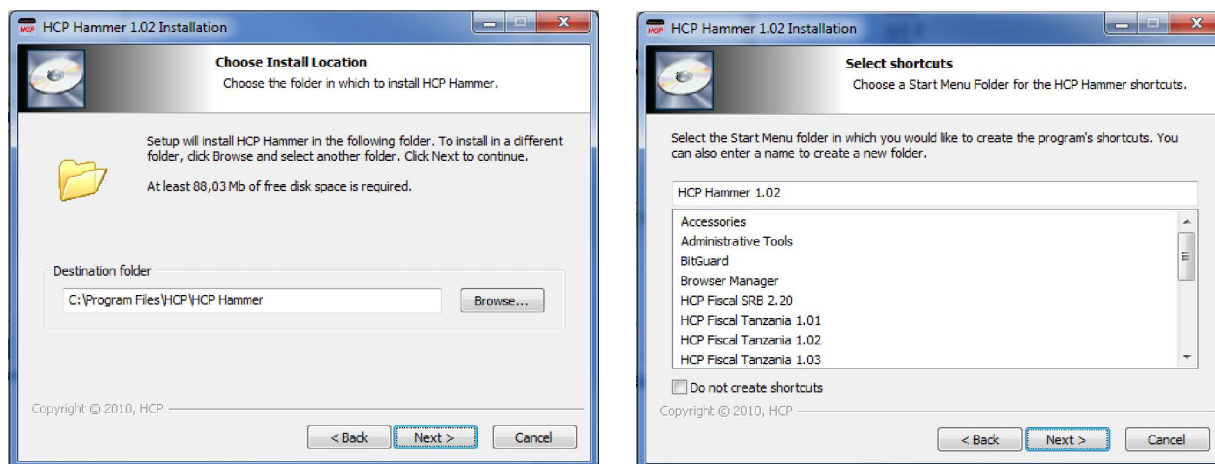 HCP Hammer 1.02 Installation
Choose Install Location
Choose the folder in which to install HCP Hammer.
Setup will install HCP Hammer in the following folder. To install in a different
folder, click Browse and select another folder. Click Next to continue.
At least 88,03 Mb of free disk space is required.
Destination folder
C:\Program Files\HCP\HCP Hammer
Browse...
Copyright © 2010, HCP
< Back
Next >
Cancel
HCP Hammer 1.02 Installation
Select shortcuts
Choose a Start Menu Folder for the HCP Hammer shortcuts.
Select the Start Menu folder in which you would like to create the program's shortcuts. You
can also enter a name to create a new folder.
HCP Hammer 1.02
Accessories
Administrative Tools
BitGuard
Browser Manager
HCP Fiscal SRB 2.20
HCP Fiscal Tanzania 1.01
HCP Fiscal Tanzania 1.02
HCP Fiscal Tanzania 1.03
Do not create shortcuts
Copyright © 2010, HCP
< Back
Next >
Cancel